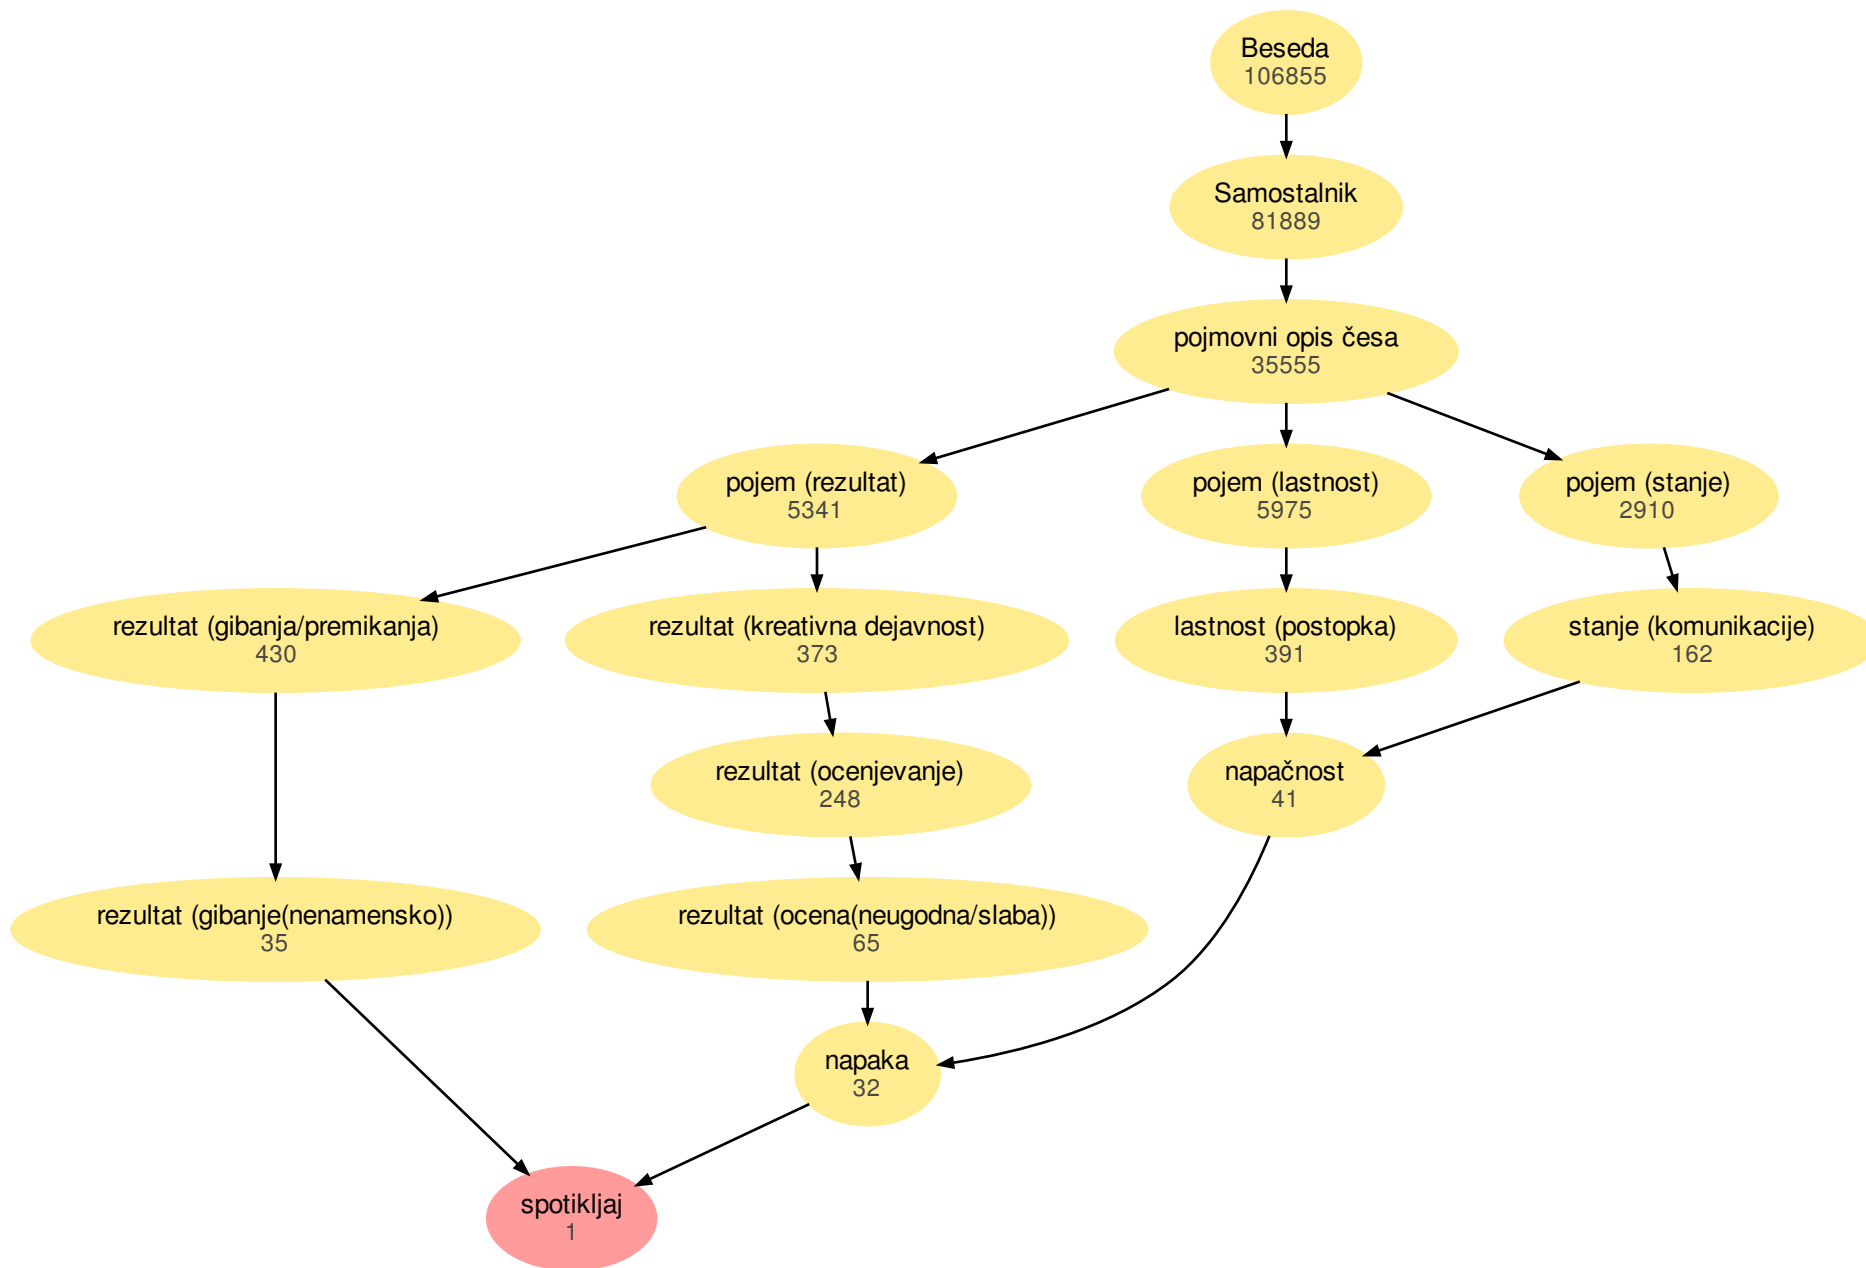 Beseda
106855
Samostalnik
81889
pojmovni opis česa
35555
pojem (rezultat)
5341
pojem (lastnost)
5975
pojem (stanje)
2910
rezultat (gibanja/premikanja)
430
rezultat (kreativna dejavnost)
373
lastnost (postopka)
391
stanje (komunikacije)
162
rezultat (ocenjevanje)
248
napačnost
41
rezultat (gibanje(nenamensko))
35
rezultat (ocena(neugodna/slaba))
65
napaka
32
spotikljaj
1